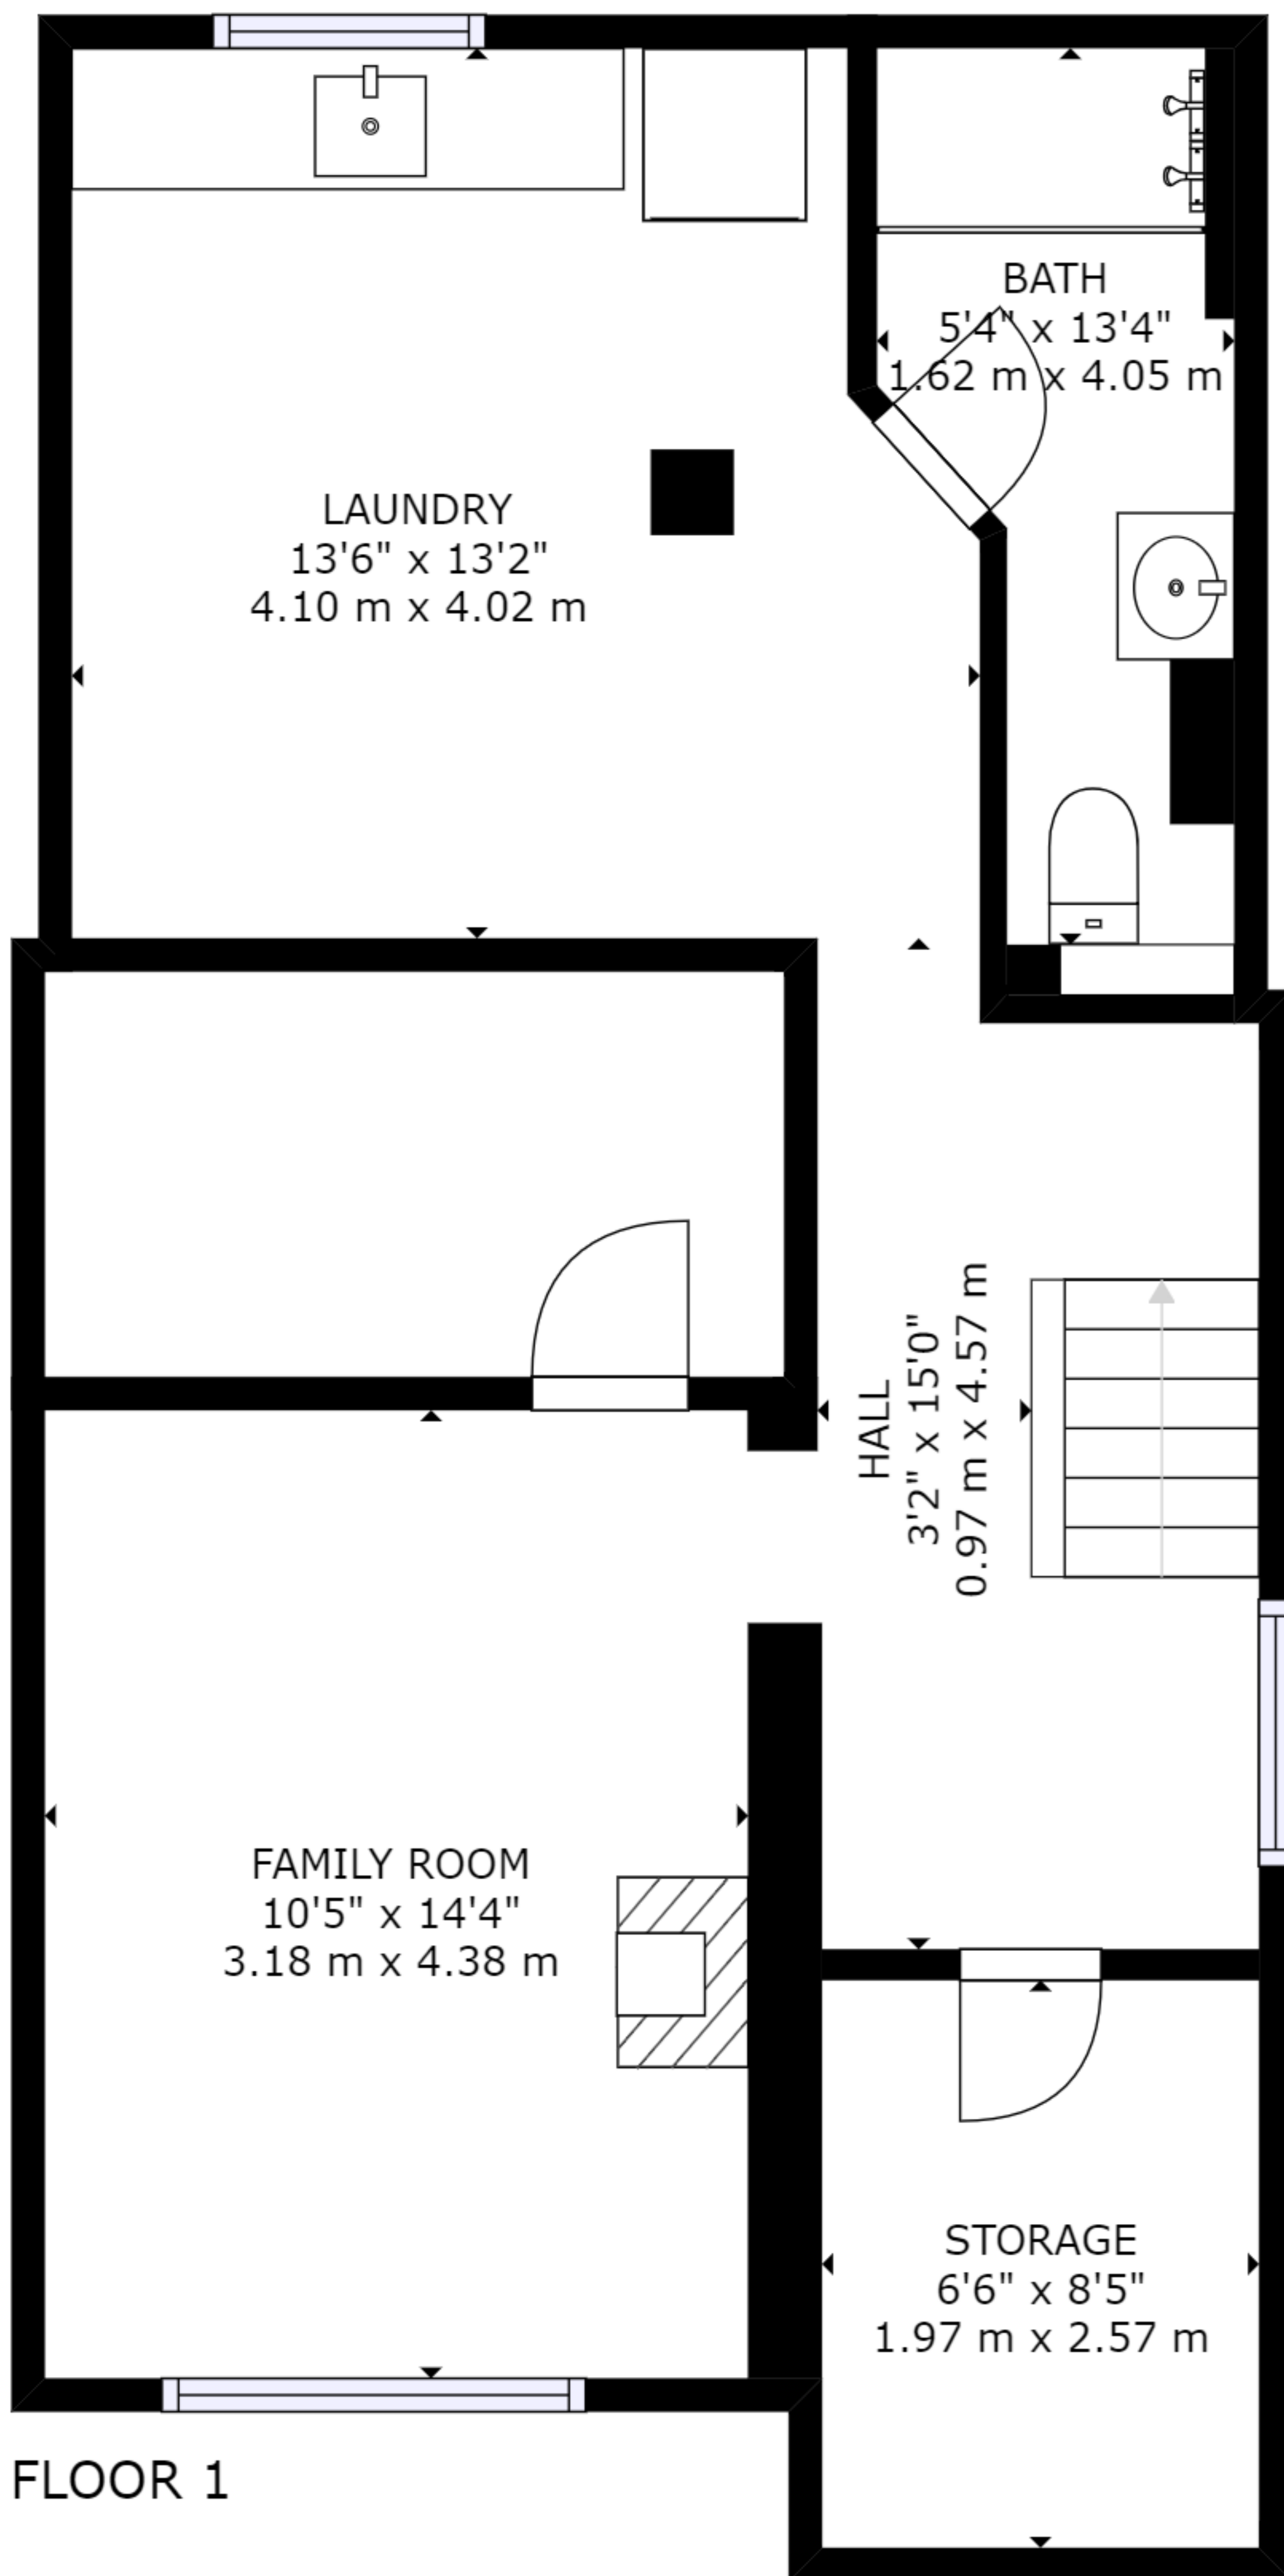 BATH
5'4" x 13'4"
1.62 m x 4.05 m
LAUNDRY
13'6" x 13'2"
4.10 m x 4.02 m
HALL
3'2" x 15'0"
0.97 m x 4.57 m
FAMILY ROOM
10'5" x 14'4"
3.18 m x 4.38 m
STORAGE
6'6" x 8'5"
1.97 m x 2.57 m
FLOOR 1